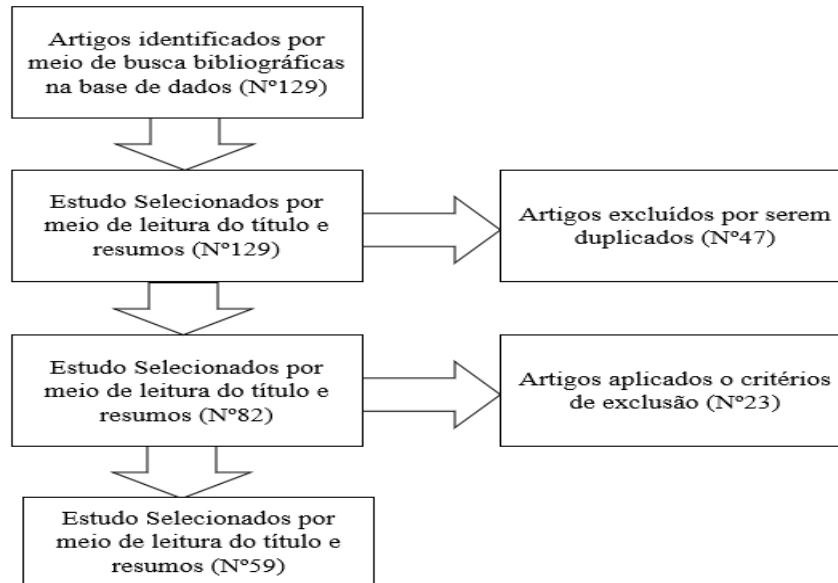 Artigos identificados por
meio de busca bibliográficas
na base de dados (Nº129)
Estudo Selecionados por
meio de leitura do título e
resumos (Nº129)
Artigos excluídos por serem
duplicados (Nº47)
Estudo Selecionados por
meio de leitura do título e
resumos (Nº82)
Artigos aplicados o critérios
de exclusão (Nº23)
Estudo Selecionados por
meio de leitura do título e
resumos (Nº59)